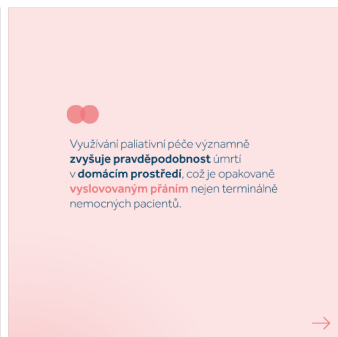 Využívání paliativní péče významně
zvyšuje pravděpodobnost úmrtí
v domácím prostředí, což je opakovaně
vyslovovaným přáním nejen terminálně
nemocných pacientů.